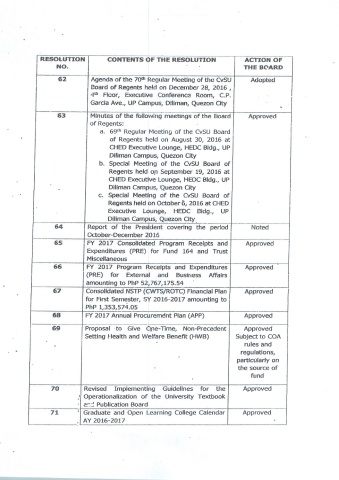 RESOLUTION NO. CONTENTS OF THE RESOLUTION ACTION OF THE BOARD
62 Agenda of the 70th Regular Meeting of the CvSU Adopted
Board of Regents held on December 28, 2016 ,
4th Floor, Executive Conference Room, C.P.
Garcia Ave., UP Campus, Diliman, Quezon City
63 Minutes of the following meetings of the Board Approved
of Regents:
a. 69th Regular Meeting of the CvSU Board
of Regents held on August 30, 2016 at
CHED Executive Lounge, HEDC Bldg., UP
Diliman Campus, Quezon City
b. Special Meeting of the CvSU Board of
Regents held on September 19, 2016 at
CHED Executive Lounge, HEDC Bldg., UP
Diliman Campus, Quezon City
c. Special Meeting of the CvSU Board of
Regents held on October 6, 2016 at CHED
Executive Lounge, HEDC Bldg., UP
Diliman Campus, Quezon City
64 Report of the President covering the period Noted
October-December 2016
65 FY 2017 Consolidated Program Receipts and Approved
Expenditures (PRE) for Fund 164 and Trust
Miscellaneous
66 FY 2017 Program Receipts and Expenditures Approved
(PRE) for External and Business Affairs
amounting to PhP 52,767,175.54
67 Consolidated NSTP (CWTS/ROTC) Financial Plan Approved
for First Semester, SY 2016-2017 amounting to
PhP 1,353,574.05
68 FY 2017 Annual Procurement Plan (APP) Approved
69 Proposal to Give One-Time, Non-Precedent Approved
Setting Health and Welfare Benefit (HWB) Subject to COA
rules and
regulations,
particularly on
the source of
fund
70 Revised Implementing Guidelines for the Approved
Operationalization of the University Textbook
and Publication Board
71 Graduate and Open Learning College Calendar Approved
AY 2016-2017